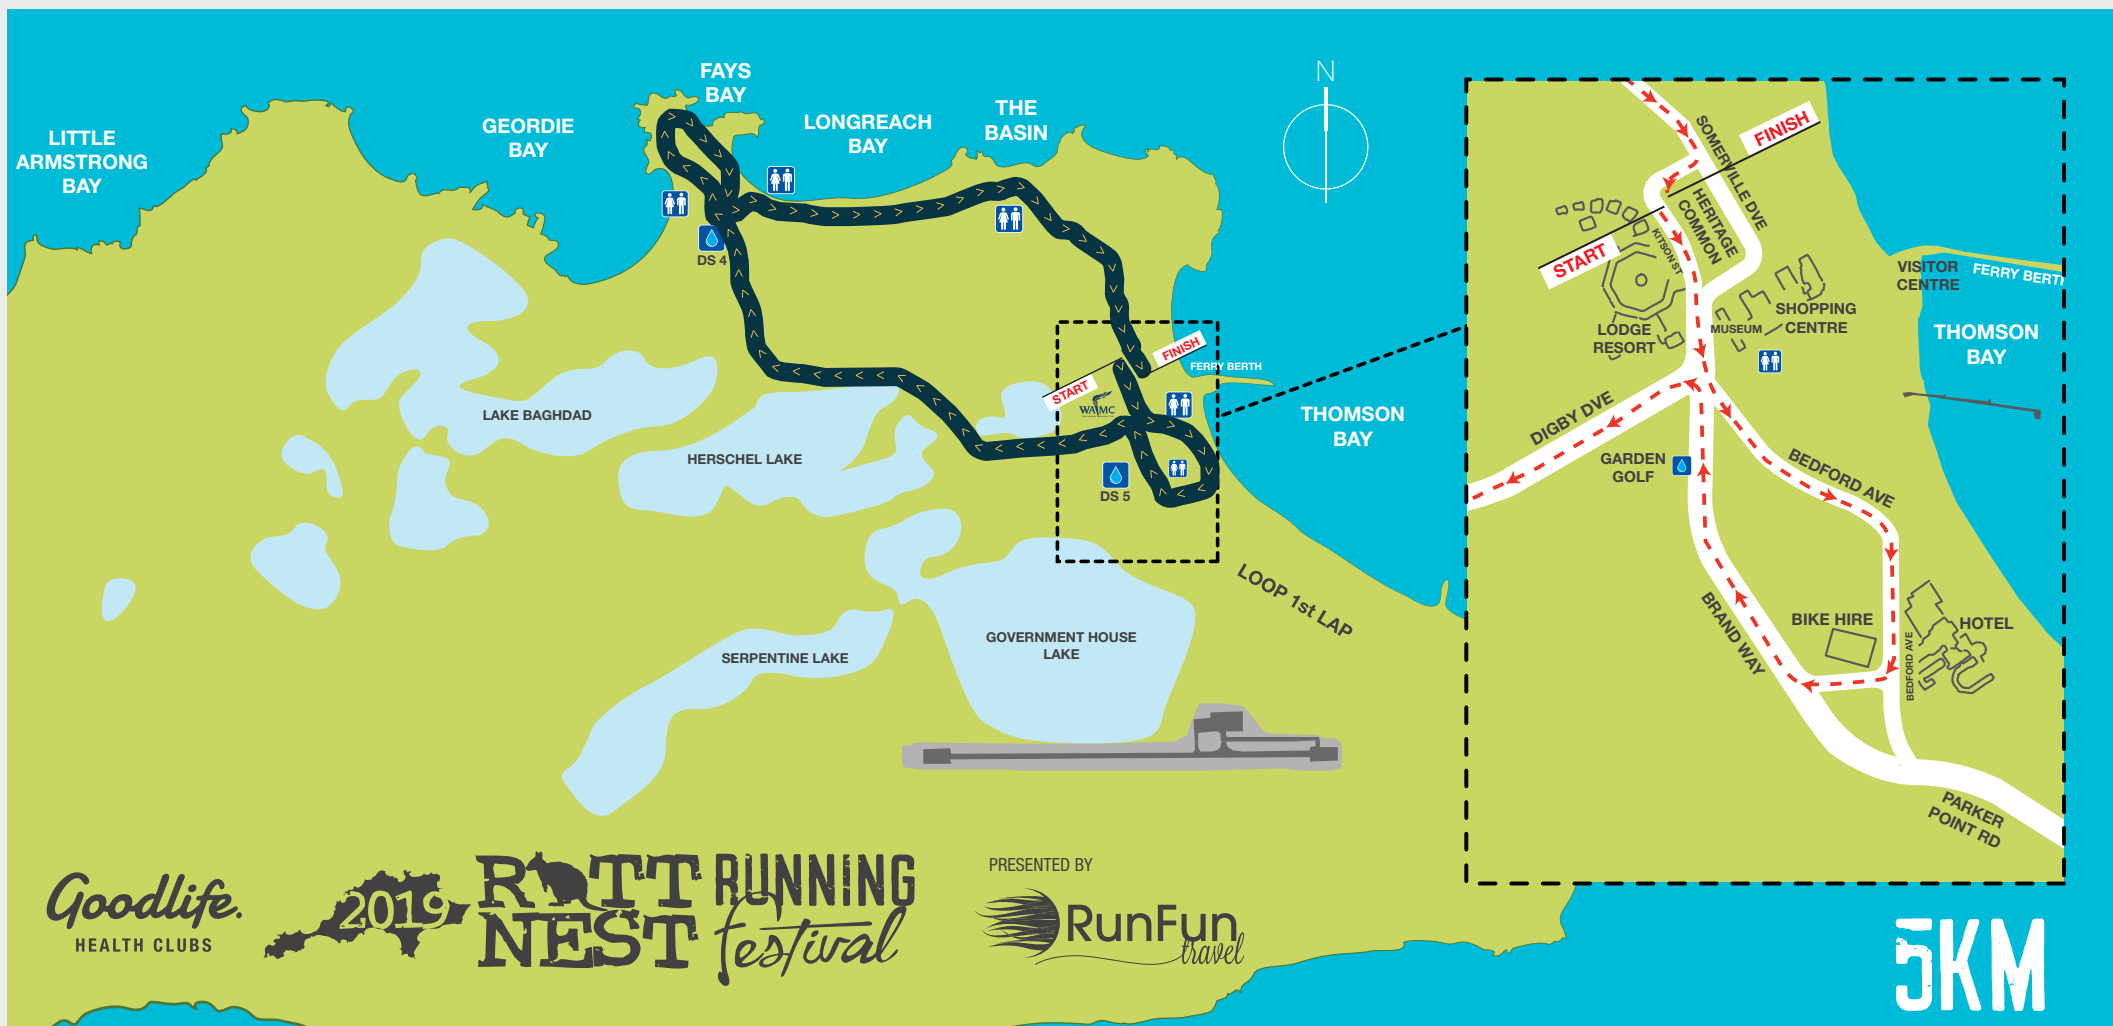 LITTLE
ARMSTRONG
BAY
GEORDIE
BAY
FAYS
BAY
LONGREACH
BAY
THE
BASIN
N
DS 4
LAKE BAGHDAD
HERSCHEL LAKE
START
FINISH
WAIMC
FERRY BERTH
DS 5
THOMSON
BAY
LOOP 1st LAP
GOVERNMENT HOUSE
LAKE
SERPENTINE LAKE
SOMERVILLE DVE
FINISH
HERITAGE
COMMON
KITSON ST
START
LODGE
RESORT
MUSEUM
SHOPPING
CENTRE
VISITOR
CENTRE
FERRY BERTH
THOMSON
BAY
DIGBY DVE
GARDEN
GOLF
BEDFORD AVE
BRAND WAY
BIKE HIRE
HOTEL
BEDFORD AVE
PARKER
POINT RD
Goodlife.
HEALTH CLUBS
2019
ROTTNEST RUNNING
festival
PRESENTED BY
RunFun
travel
5KM